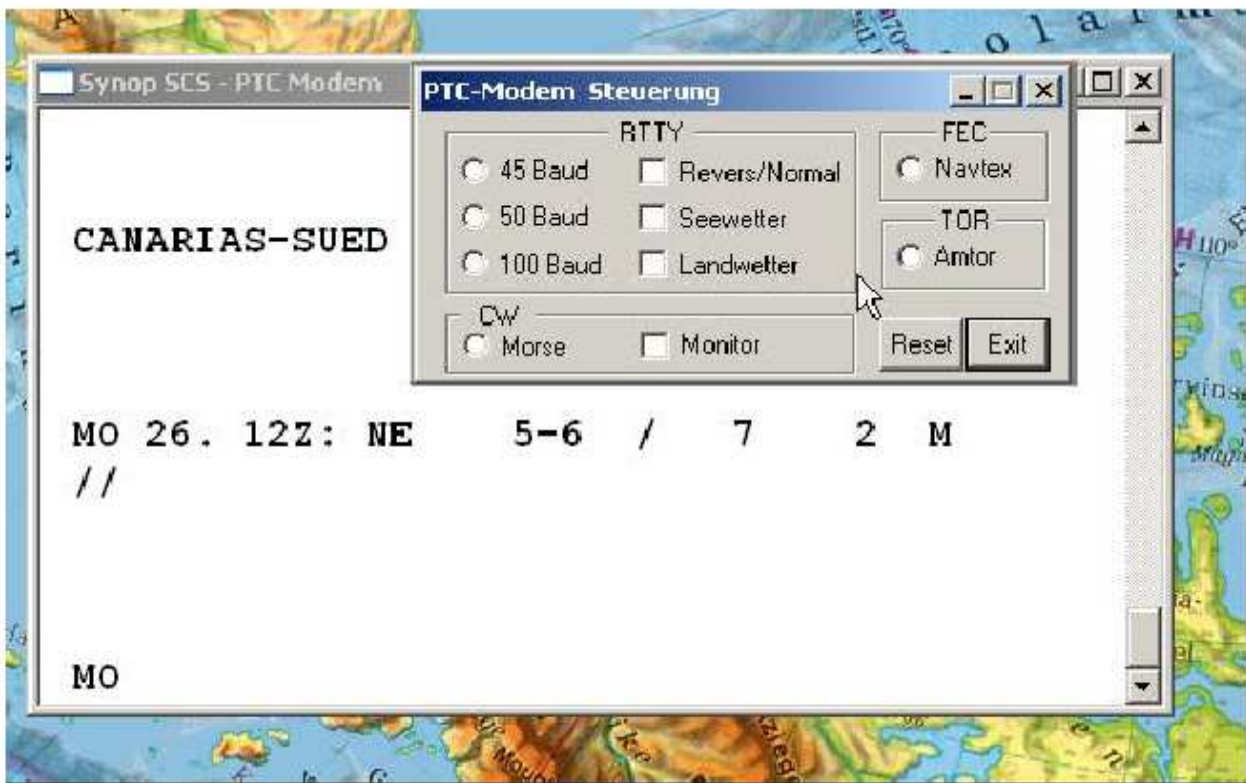 Synop SCS - PTC Modem
PTC-Modem Steuerung
RTTY
45 Baud
Revers/Normal
50 Baud
Seewetter
100 Baud
Landwetter
FEC
Navtex
TOR
Amtor
CW
Morse
Monitor
Reset
Exit
CANARIAS-SUED
MO 26. 12Z: NE 5-6 / 7 2 M
//
MO
o l a r m
70°
H 110°